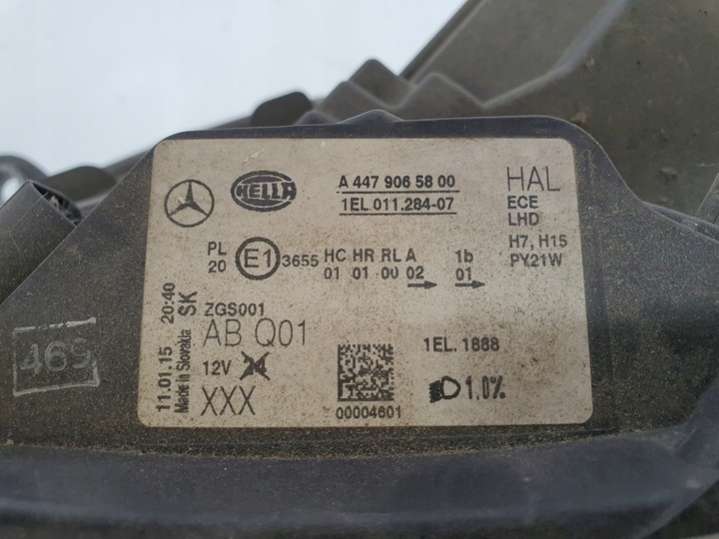 HELLA
A 447 906 58 00
1EL 011.284-07
HAL
ECE
LHD
H7, H15
PY21W
PL
20
E1
3655
HC HR RL A 1b
01 01 00 02 01
11.01.15 20:40
Made in Slovakia SK
ZGS001
AB Q01
12V 24
XXX
00004601
1EL.1868
1.0%
469